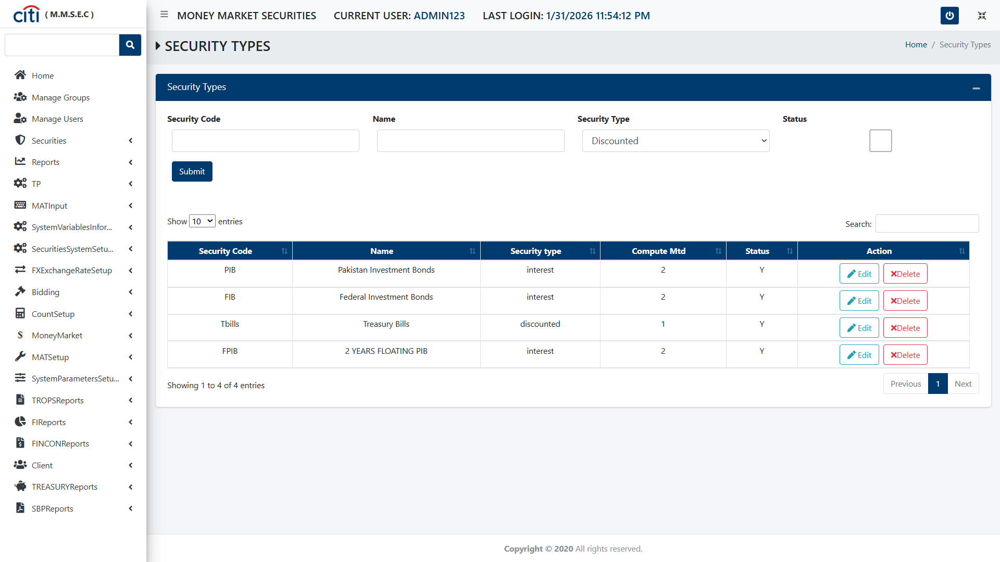 citi ( M.M.S.E.C )
MONEY MARKET SECURITIES CURRENT USER: ADMIN123 LAST LOGIN: 1/31/2026 11:54:12 PM
SECURITY TYPES
Home / Security Types
Home
Manage Groups
Manage Users
Securities
Reports
TP
MATInput
SystemVariablesInfor...
SecuritiesSystemSetu...
FXExchangeRateSetup
Bidding
CountSetup
MoneyMarket
MATSetup
SystemParametersSetu...
TROPSReports
FIReports
FINCONReports
Client
TREASURYReports
SBPReports
Security Types
Security Code Name Security Type Status
Discounted
Submit
Show 10 entries
Search:
Security Code Name Security type Compute Mtd Status Action
PIB Pakistan Investment Bonds interest 2 Y Edit Delete
FIB Federal Investment Bonds interest 2 Y Edit Delete
Tbills Treasury Bills discounted 1 Y Edit Delete
FPIB 2 YEARS FLOATING PIB interest 2 Y Edit Delete
Showing 1 to 4 of 4 entries
Previous 1 Next
Copyright © 2020 All rights reserved.